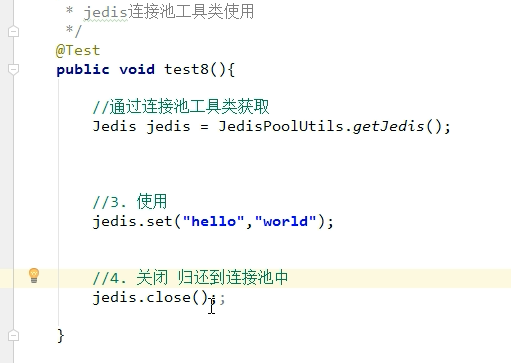 * jedis连接池工具类使用
*/
@Test
public void test8(){
//通过连接池工具类获取
Jedis jedis = JedisPoolUtils.getJedis();
//3. 使用
jedis.set("hello","world");
//4. 关闭 归还到连接池中
jedis.close();;
}